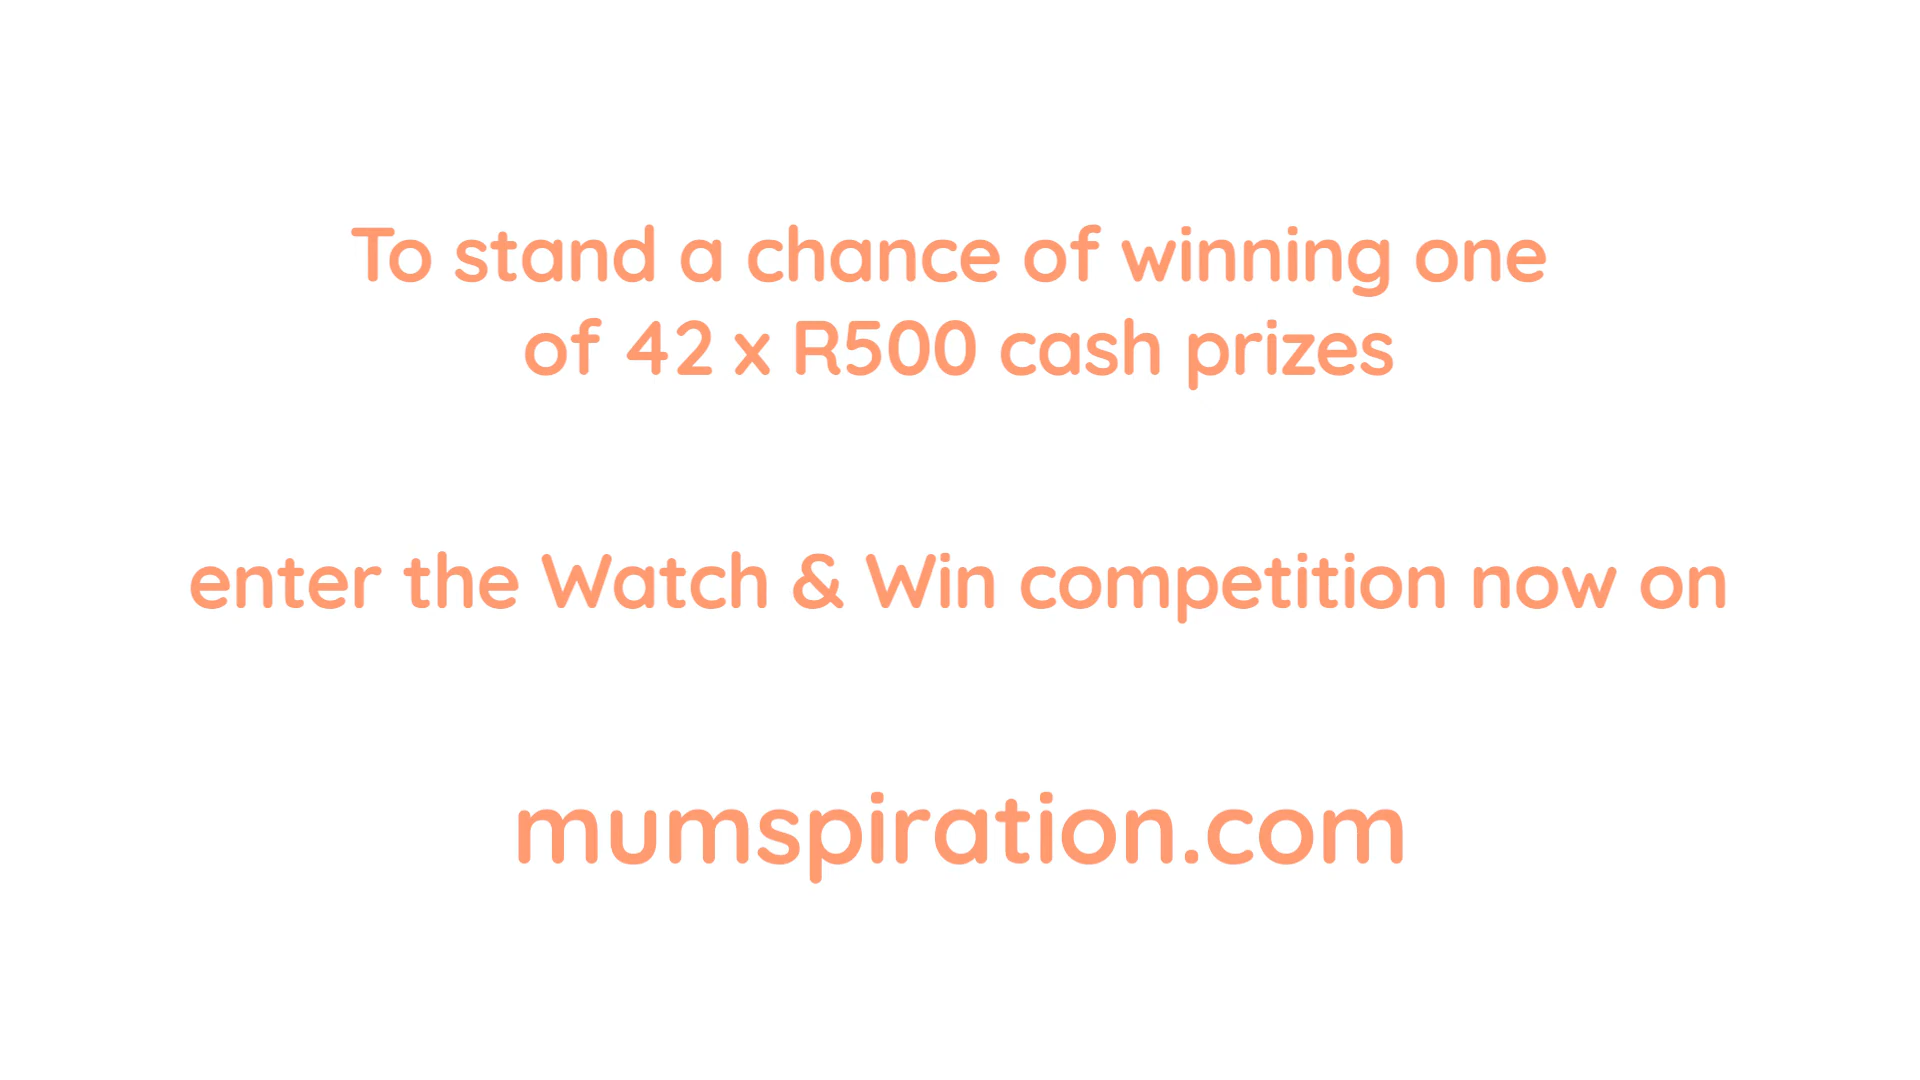 To stand a chance of winning one
of 42 x R500 cash prizes
enter the Watch & Win competition now on
mumspiration.com